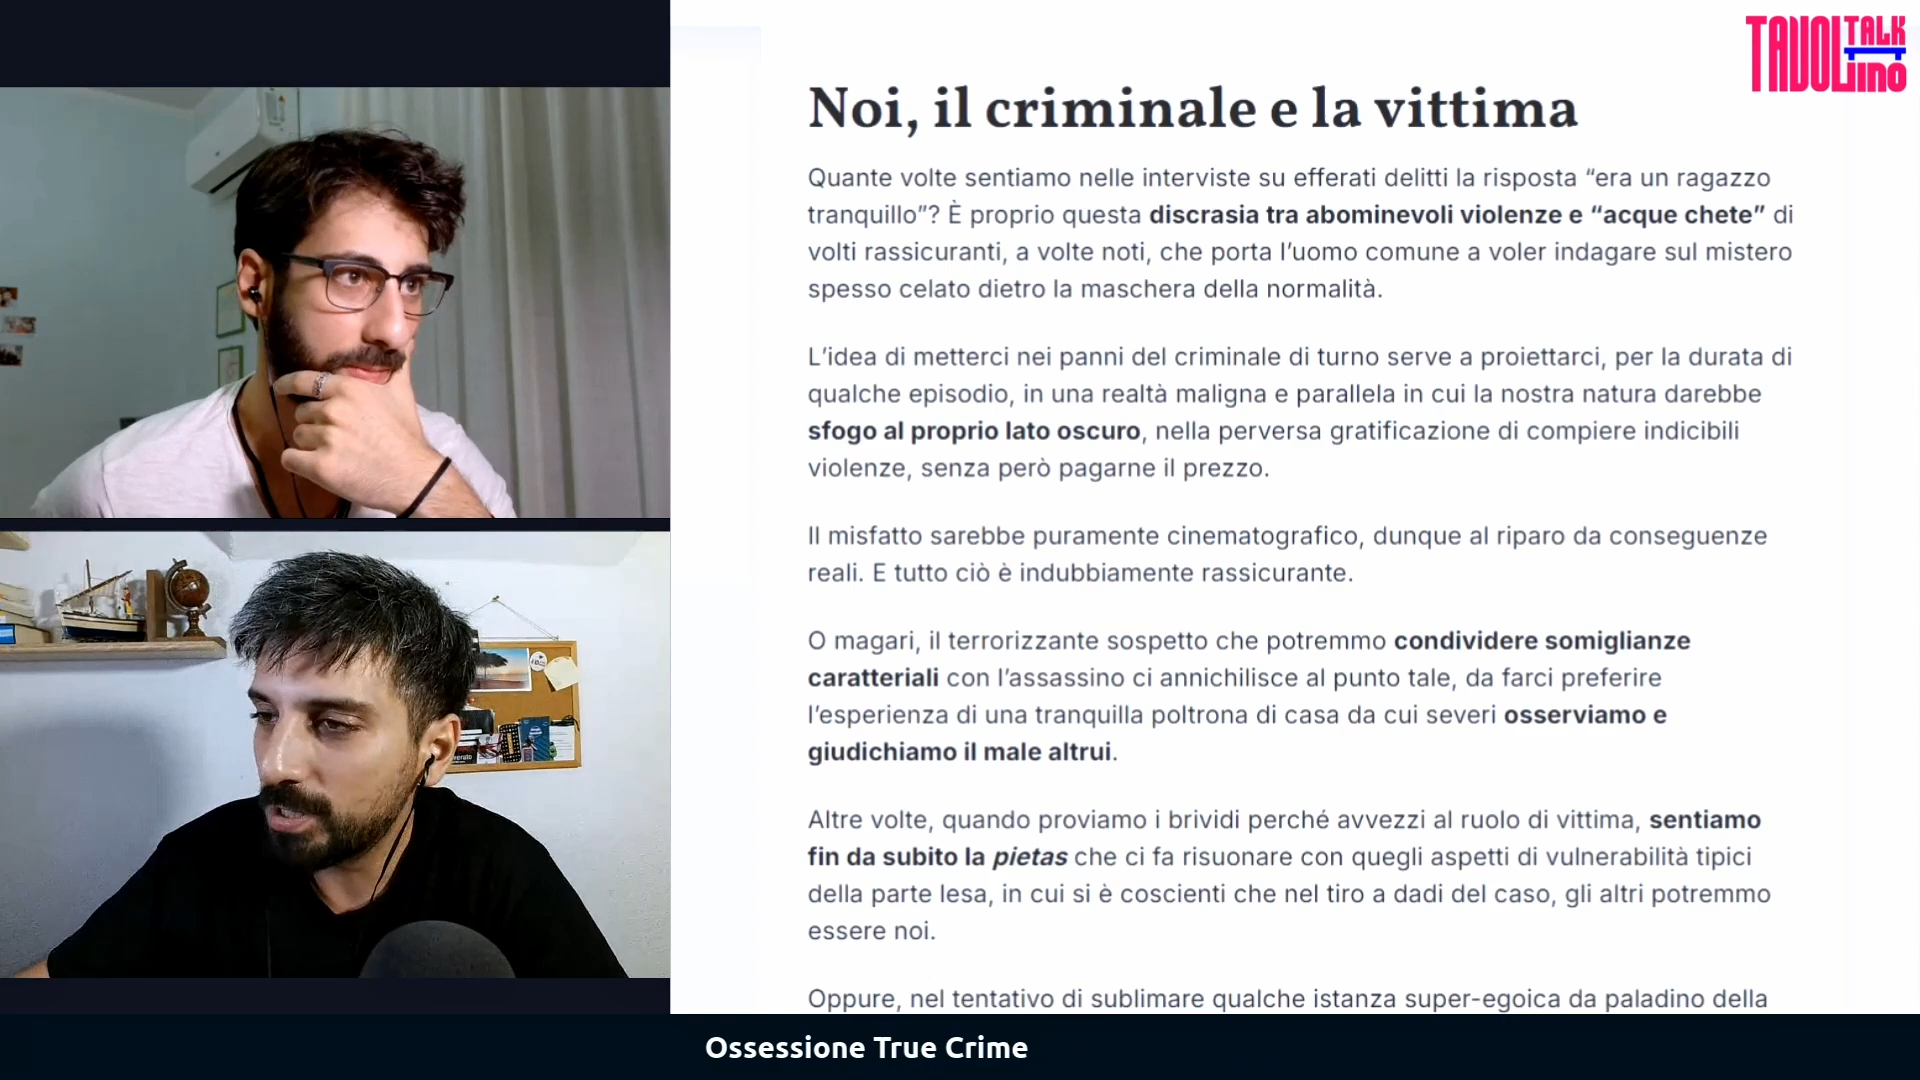 TAVOLIINO TALK
Noi, il criminale e la vittima
Quante volte sentiamo nelle interviste su efferati delitti la risposta “era un ragazzo
tranquillo”? È proprio questa discrasia tra abominevoli violenze e “acque chete” di
volti rassicuranti, a volte noti, che porta l’uomo comune a voler indagare sul mistero
spesso celato dietro la maschera della normalità.
L’idea di metterci nei panni del criminale di turno serve a proiettarci, per la durata di
qualche episodio, in una realtà maligna e parallela in cui la nostra natura darebbe
sfogo al proprio lato oscuro, nella perversa gratificazione di compiere indicibili
violenze, senza però pagarne il prezzo.
Il misfatto sarebbe puramente cinematografico, dunque al riparo da conseguenze
reali. E tutto ciò è indubbiamente rassicurante.
O magari, il terrorizzante sospetto che potremmo condividere somiglianze
caratteriali con l’assassino ci annichilisce al punto tale, da farci preferire
l’esperienza di una tranquilla poltrona di casa da cui severi osserviamo e
giudichiamo il male altrui.
Altre volte, quando proviamo i brividi perché avvezzi al ruolo di vittima, sentiamo
fin da subito la pietas che ci fa risuonare con quegli aspetti di vulnerabilità tipici
della parte lesa, in cui si è coscienti che nel tiro a dadi del caso, gli altri potremmo
essere noi.
Oppure, nel tentativo di sublimare qualche istanza super-egoica da paladino della
Ossessione True Crime